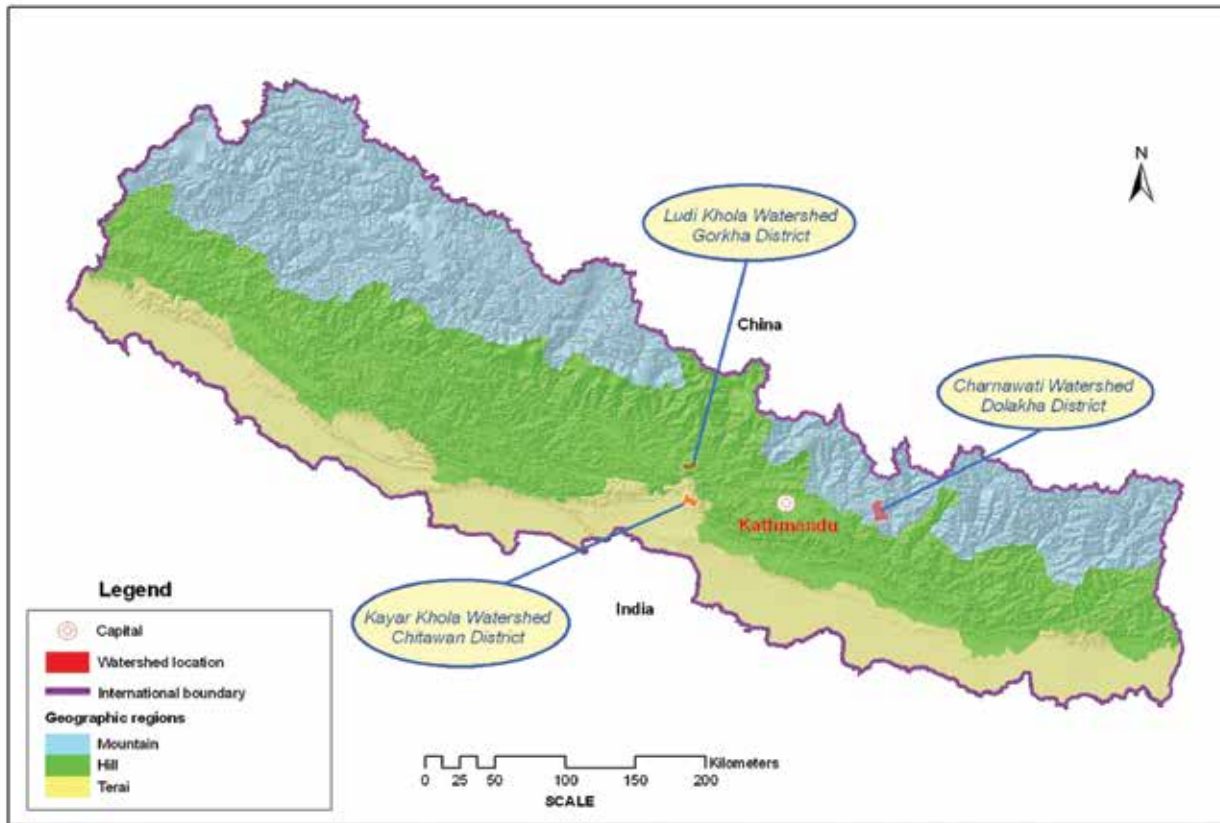 N
Ludi Khola Watershed
Gorkha District
China
Charnawati Watershed
Dolakha District
Kathmandu
Kayar Khola Watershed
Chitawan District
India
Legend
Capital
Watershed location
International boundary
Geographic regions
Mountain
Hill
Terai
Kilometers
0 25 50 100 150 200
SCALE